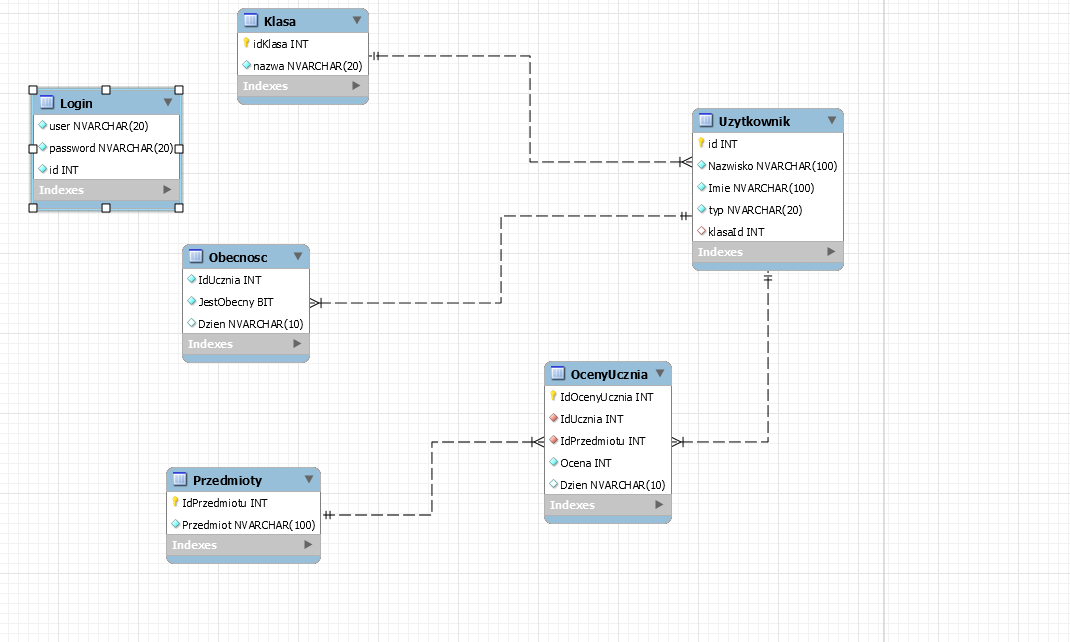 Klasa
idKlasa INT
nazwa NVARCHAR(20)
Indexes
Login
user NVARCHAR(20)
password NVARCHAR(20)
id INT
Indexes
Uzytkownik
id INT
Nazwisko NVARCHAR(100)
Imie NVARCHAR(100)
typ NVARCHAR(20)
klasaId INT
Indexes
Obecnosc
IdUcznia INT
JestObecny BIT
Dzien NVARCHAR(10)
Indexes
OcenyUcznia
IdOcenyUcznia INT
IdUcznia INT
IdPrzedmiotu INT
Ocena INT
Dzien NVARCHAR(10)
Indexes
Przedmioty
IdPrzedmiotu INT
Przedmiot NVARCHAR(100)
Indexes